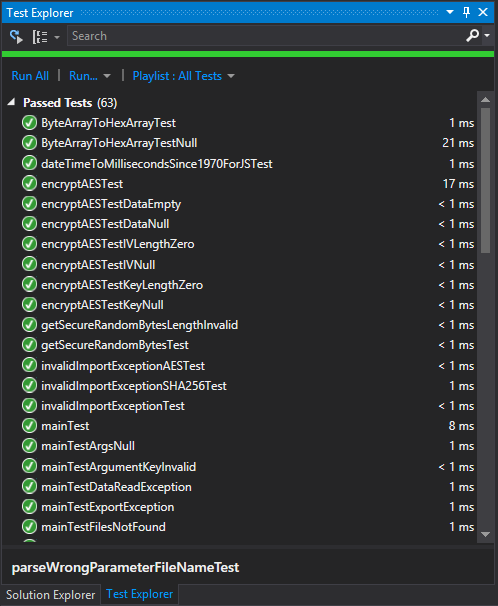 Test Explorer
Search
Run All | Run... | Playlist : All Tests
Passed Tests (63)
ByteArrayToHexArrayTest 1 ms
ByteArrayToHexArrayTestNull 21 ms
dateTimeToMillisecondsSince1970ForJSTest 1 ms
encryptAESTest 17 ms
encryptAESTestDataEmpty < 1 ms
encryptAESTestDataNull < 1 ms
encryptAESTestIVLengthZero < 1 ms
encryptAESTestIVNull < 1 ms
encryptAESTestKeyLengthZero < 1 ms
encryptAESTestKeyNull < 1 ms
getSecureRandomBytesLengthInvalid < 1 ms
getSecureRandomBytesTest < 1 ms
invalidImportExceptionAESTest < 1 ms
invalidImportExceptionSHA256Test 1 ms
invalidImportExceptionTest < 1 ms
mainTest 8 ms
mainTestArgsNull 1 ms
mainTestArgumentKeyInvalid < 1 ms
mainTestDataReadException 1 ms
mainTestExportException 1 ms
mainTestFilesNotFound 1 ms
parseWrongParameterFileNameTest
Solution Explorer Test Explorer